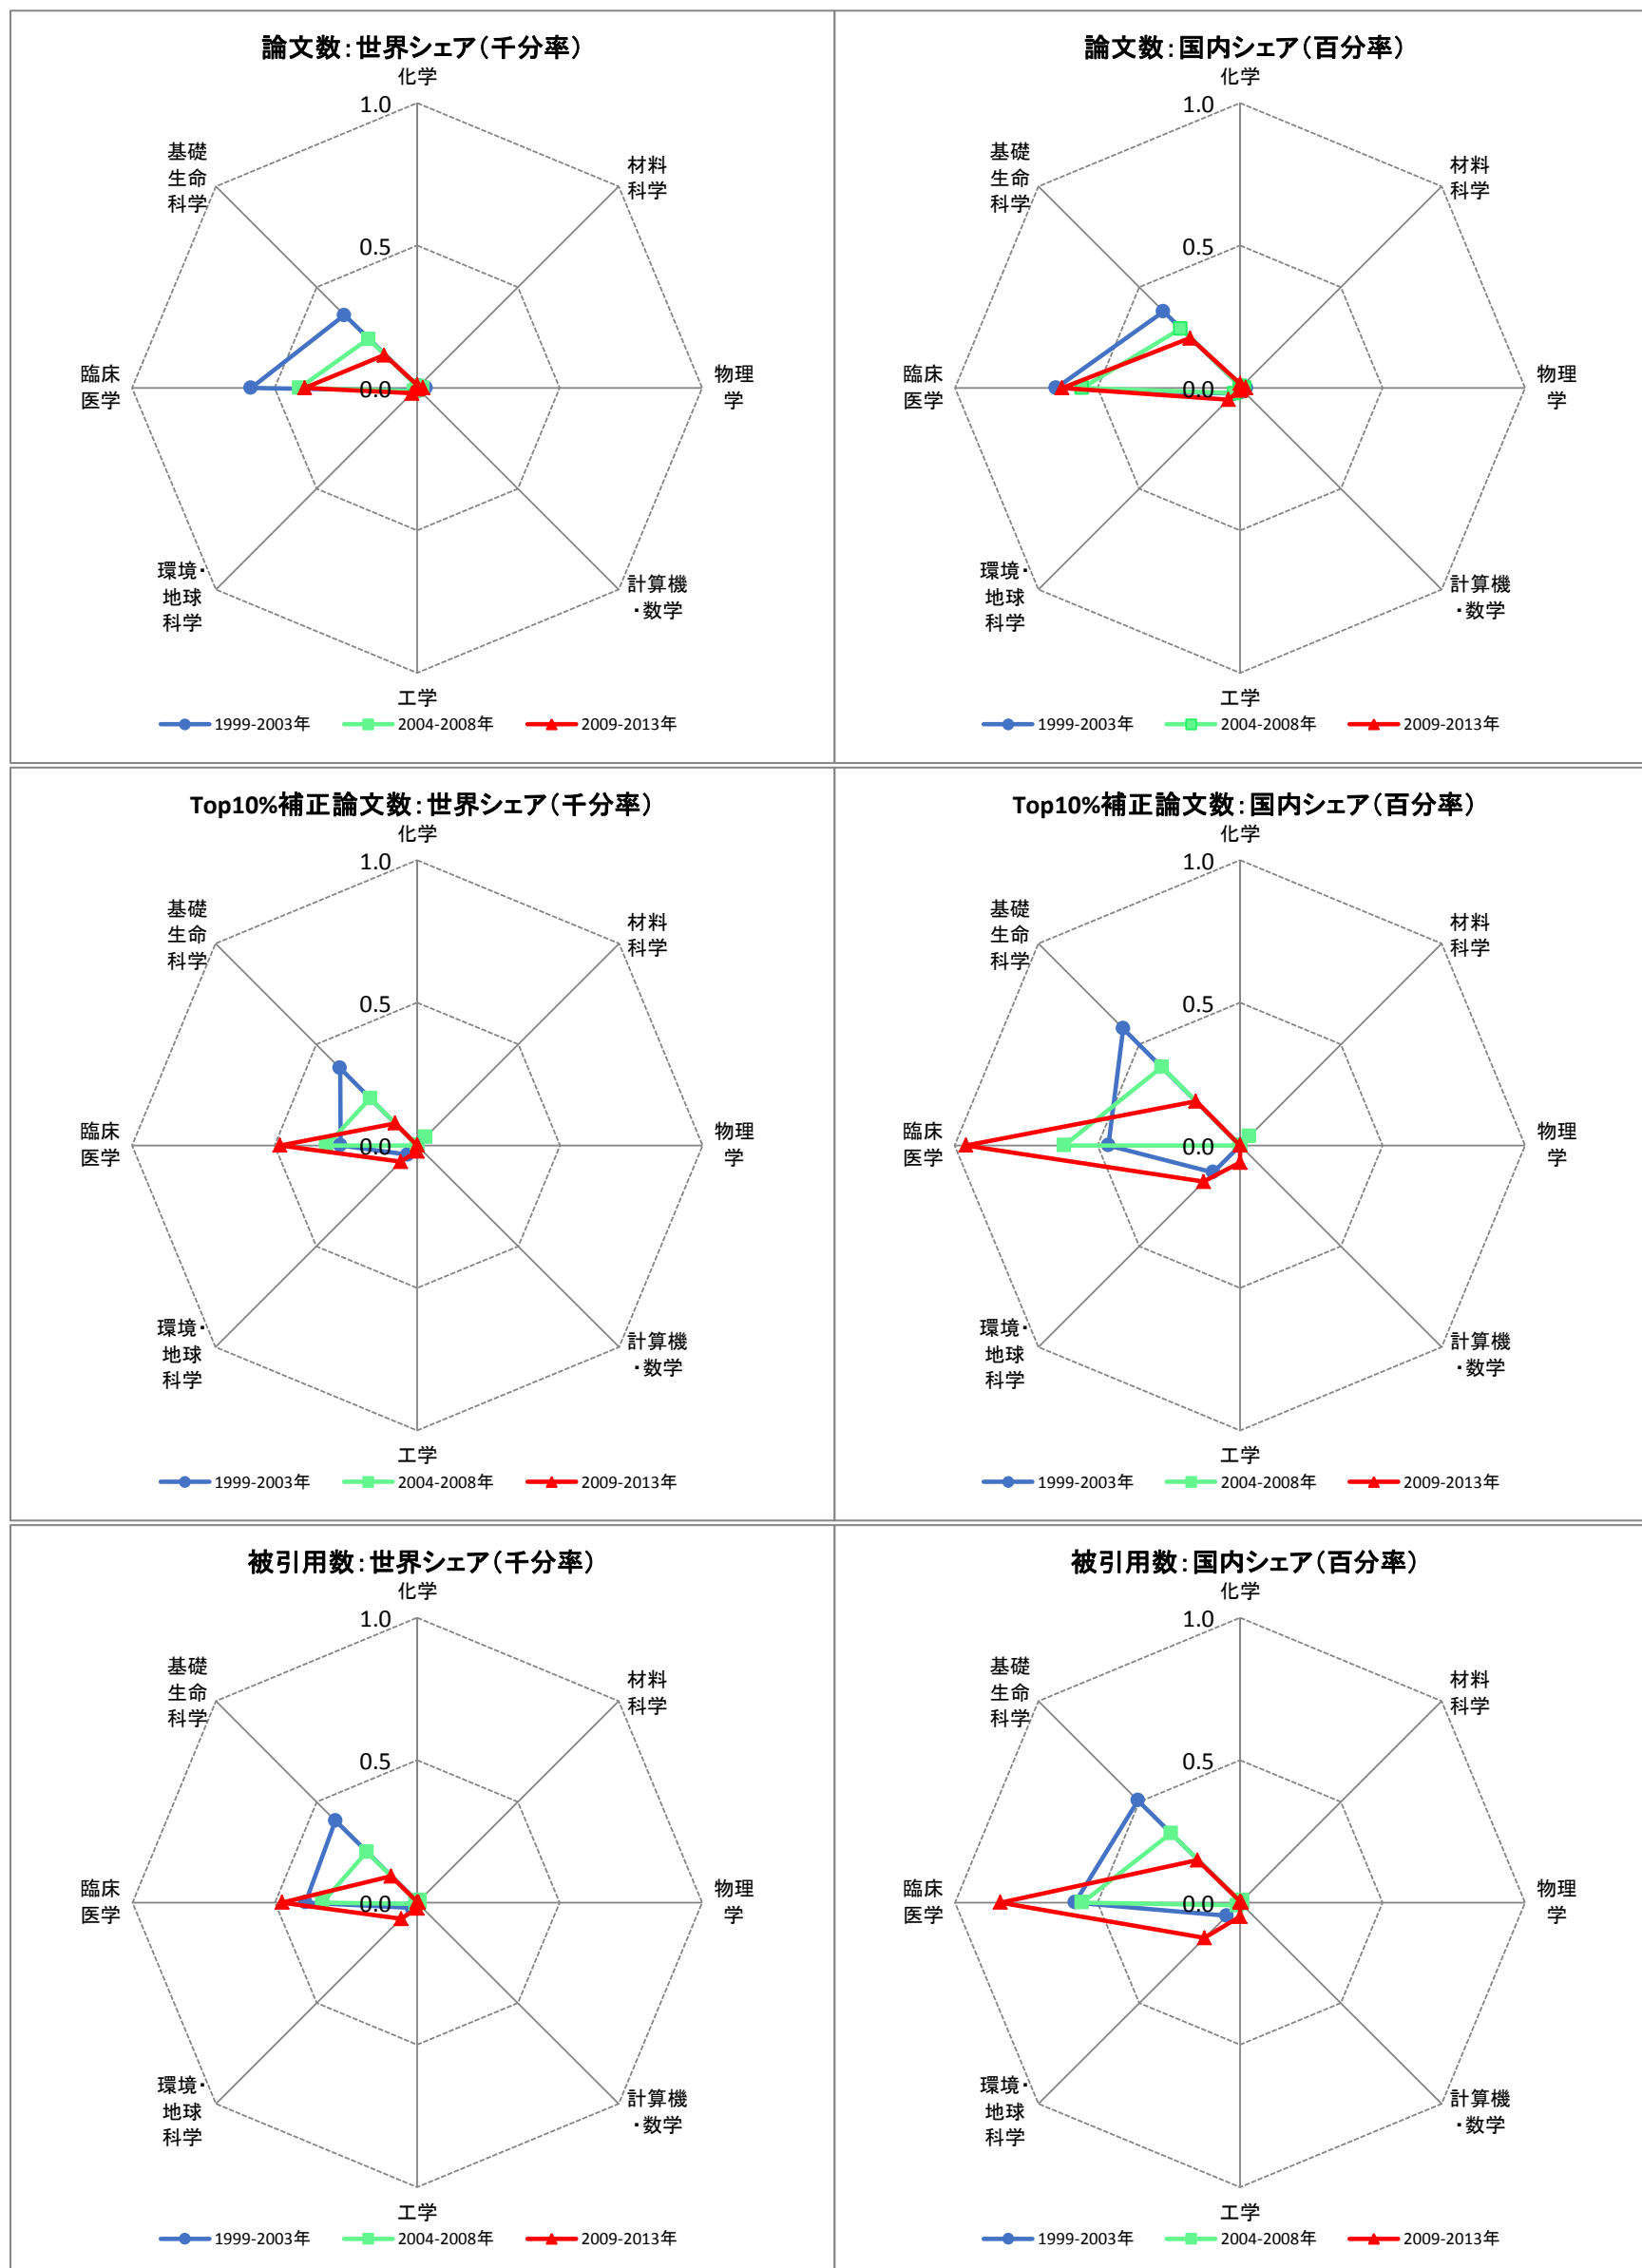 論文数：世界シェア（千分率）
化学
1.0
基礎
生命
科学
材料
科学
0.5
臨床
医学
0.0
物理
学
環境・
地球
科学
計算機
・数学
工学
1999-2003年
2004-2008年
2009-2013年
論文数：国内シェア（百分率）
化学
1.0
基礎
生命
科学
材料
科学
0.5
臨床
医学
0.0
物理
学
環境・
地球
科学
計算機
・数学
工学
1999-2003年
2004-2008年
2009-2013年
Top10%補正論文数：世界シェア（千分率）
化学
1.0
基礎
生命
科学
材料
科学
0.5
臨床
医学
0.0
物理
学
環境・
地球
科学
計算機
・数学
工学
1999-2003年
2004-2008年
2009-2013年
Top10%補正論文数：国内シェア（百分率）
化学
1.0
基礎
生命
科学
材料
科学
0.5
臨床
医学
0.0
物理
学
環境・
地球
科学
計算機
・数学
工学
1999-2003年
2004-2008年
2009-2013年
被引用数：世界シェア（千分率）
化学
1.0
基礎
生命
科学
材料
科学
0.5
臨床
医学
0.0
物理
学
環境・
地球
科学
計算機
・数学
工学
1999-2003年
2004-2008年
2009-2013年
被引用数：国内シェア（百分率）
化学
1.0
基礎
生命
科学
材料
科学
0.5
臨床
医学
0.0
物理
学
環境・
地球
科学
計算機
・数学
工学
1999-2003年
2004-2008年
2009-2013年